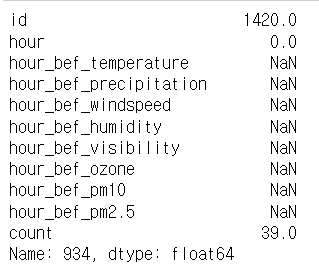 id 1420.0
hour 0.0
hour_bef_temperature NaN
hour_bef_precipitation NaN
hour_bef_windspeed NaN
hour_bef_humidity NaN
hour_bef_visibility NaN
hour_bef_ozone NaN
hour_bef_pm10 NaN
hour_bef_pm2.5 NaN
count 39.0
Name: 934, dtype: float64